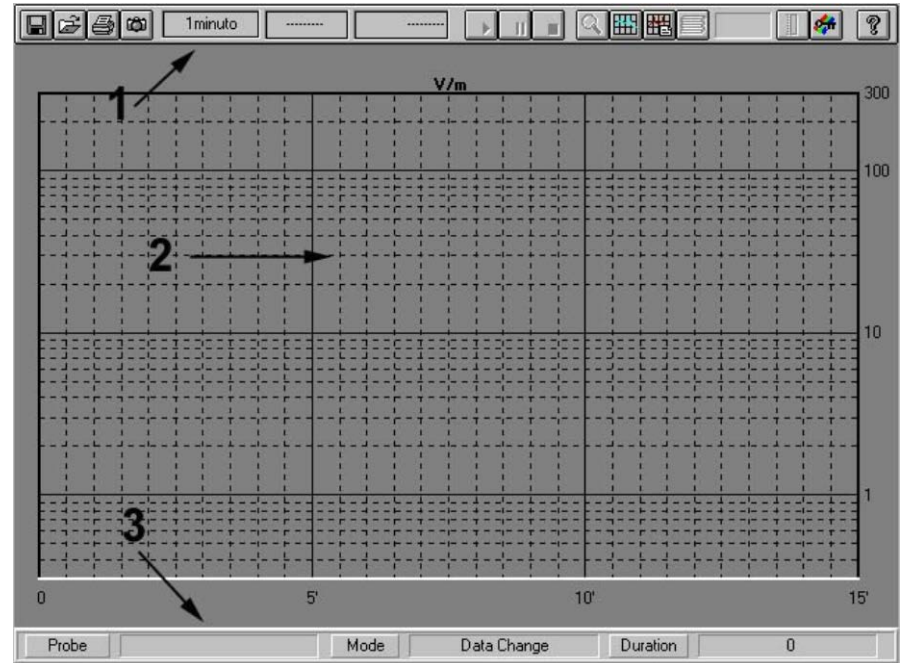 1minuto -------- --------
V/m
1
300
100
2
10
1
3
0 5' 10' 15'
Probe Mode Data Change Duration 0